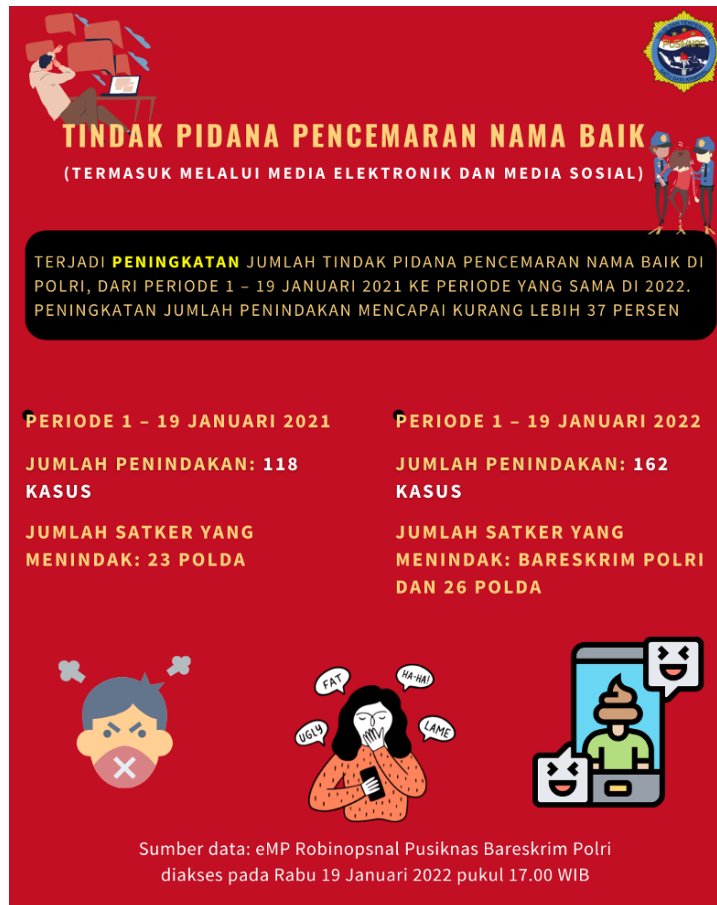 PUSIKNAS
TINDAK PIDANA PENCEMARAN NAMA BAIK
(TERMASUK MELALUI MEDIA ELEKTRONIK DAN MEDIA SOSIAL)
TERJADI PENINGKATAN JUMLAH TINDAK PIDANA PENCEMARAN NAMA BAIK DI
POLRI, DARI PERIODE 1 – 19 JANUARI 2021 KE PERIODE YANG SAMA DI 2022.
PENINGKATAN JUMLAH PENINDAKAN MENCAPAI KURANG LEBIH 37 PERSEN
PERIODE 1 – 19 JANUARI 2021
JUMLAH PENINDAKAN: 118
KASUS
JUMLAH SATKER YANG
MENINDAK: 23 POLDA
PERIODE 1 – 19 JANUARI 2022
JUMLAH PENINDAKAN: 162
KASUS
JUMLAH SATKER YANG
MENINDAK: BARESKRIM POLRI
DAN 26 POLDA
FAT
HA-HA!
UGLY
LAME
Sumber data: eMP Robinopsnal Pusiknas Bareskrim Polri
diakses pada Rabu 19 Januari 2022 pukul 17.00 WIB